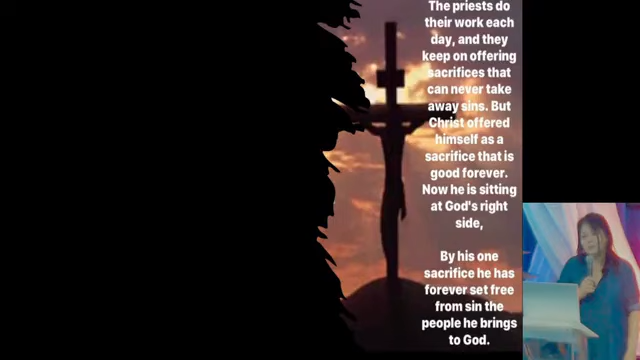 The priests do
their work each
day, and they
keep on offering
sacrifices that
can never take
away sins. But
Christ offered
himself as a
sacrifice that is
good forever.
Now he is sitting
at God's right
side,
By his one
sacrifice he has
forever set free
from sin the
people he brings
to God.